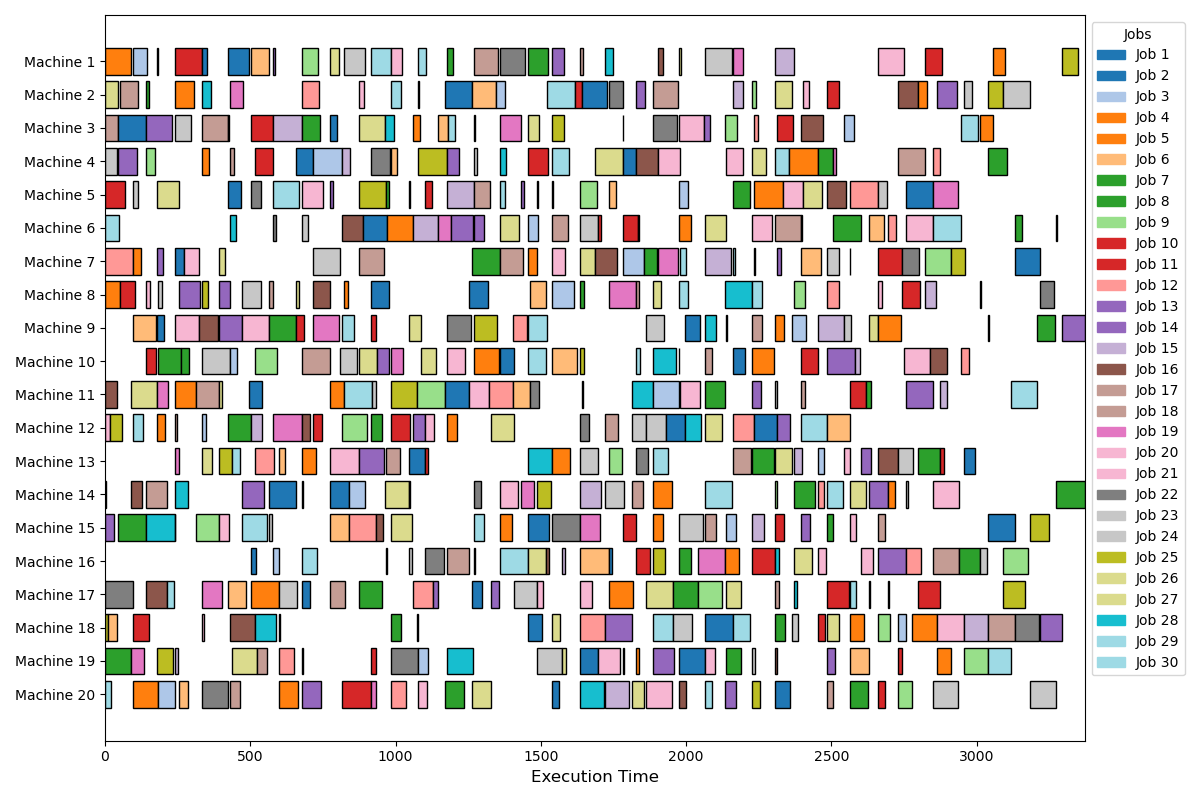 Machine 1
Machine 2
Machine 3
Machine 4
Machine 5
Machine 6
Machine 7
Machine 8
Machine 9
Machine 10
Machine 11
Machine 12
Machine 13
Machine 14
Machine 15
Machine 16
Machine 17
Machine 18
Machine 19
Machine 20
0 500 1000 1500 2000 2500 3000
Execution Time
Jobs
Job 1
Job 2
Job 3
Job 4
Job 5
Job 6
Job 7
Job 8
Job 9
Job 10
Job 11
Job 12
Job 13
Job 14
Job 15
Job 16
Job 17
Job 18
Job 19
Job 20
Job 21
Job 22
Job 23
Job 24
Job 25
Job 26
Job 27
Job 28
Job 29
Job 30